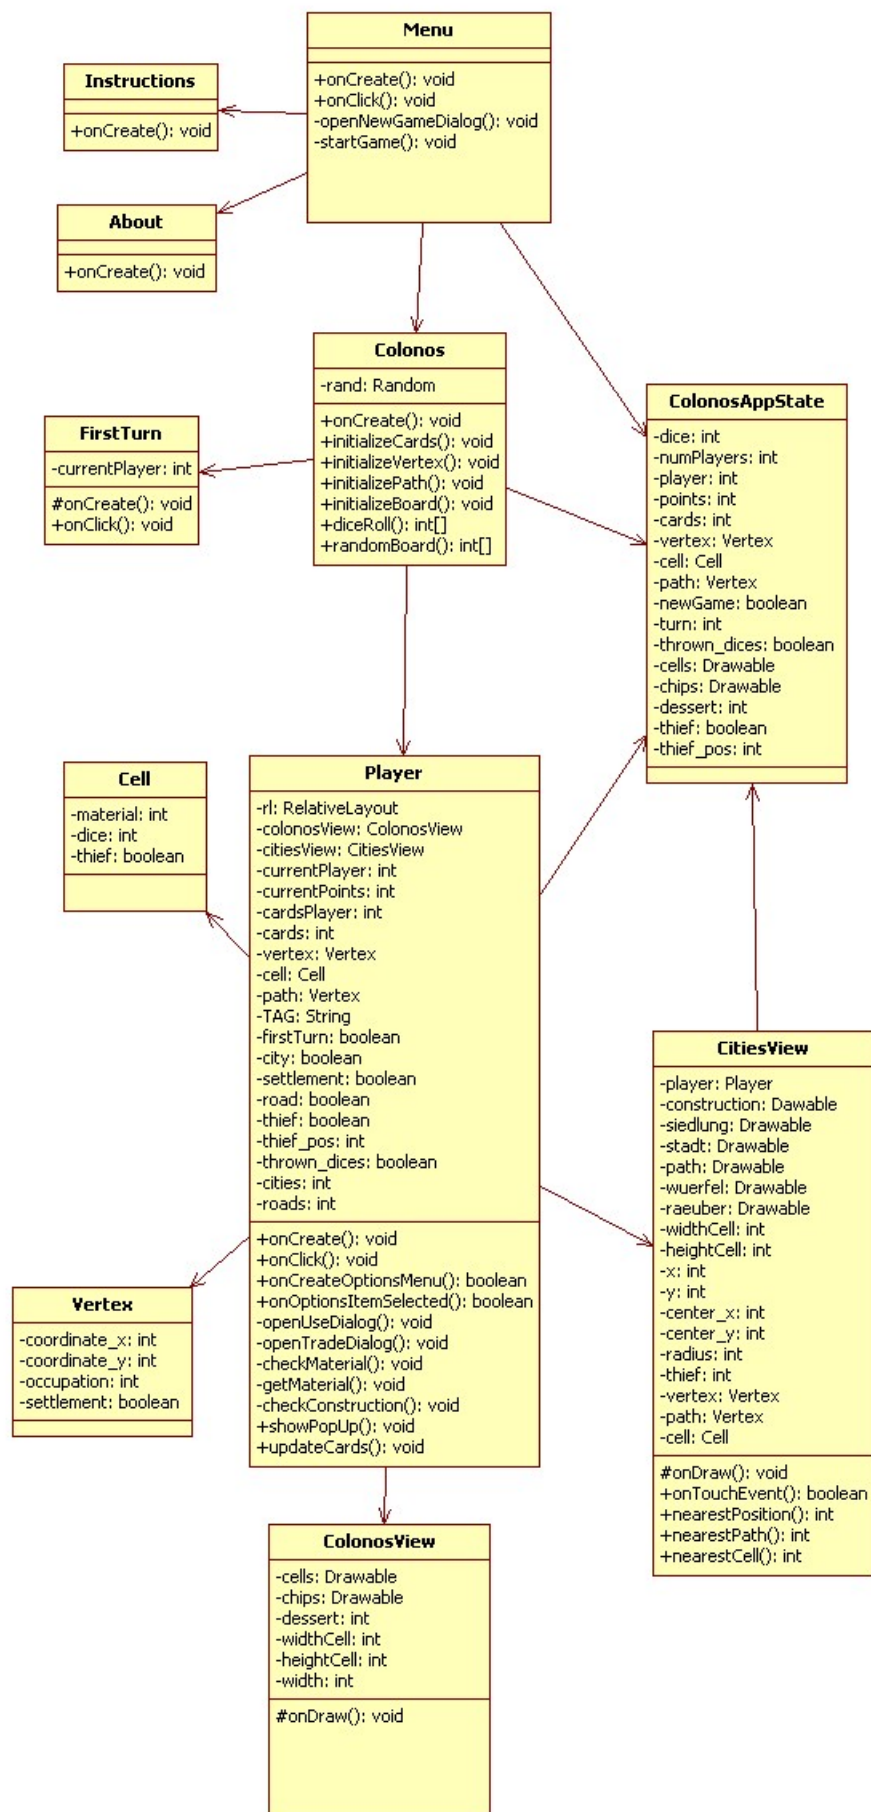 Menu
+onCreate(): void
+onClick(): void
-openNewGameDialog(): void
-startGame(): void
Instructions
+onCreate(): void
About
+onCreate(): void
Colonos
-rand: Random
+onCreate(): void
+initializeCards(): void
+initializeVertex(): void
+initializePath(): void
+initializeBoard(): void
+diceRoll(): int[]
+randomBoard(): int[]
FirstTurn
-currentPlayer: int
#onCreate(): void
+onClick(): void
ColonosAppState
-dice: int
-numPlayers: int
-player: int
-points: int
-cards: int
-vertex: Vertex
-cell: Cell
-path: Vertex
-newGame: boolean
-turn: int
-thrown_dices: boolean
-cells: Drawable
-chips: Drawable
-dessert: int
-thief: boolean
-thief_pos: int
Cell
-material: int
-dice: int
-thief: boolean
Player
-rl: RelativeLayout
-colonosView: ColonosView
-citiesView: CitiesView
-currentPlayer: int
-currentPoints: int
-cardsPlayer: int
-cards: int
-vertex: Vertex
-cell: Cell
-path: Vertex
-TAG: String
-firstTurn: boolean
-city: boolean
-settlement: boolean
-road: boolean
-thief: boolean
-thief_pos: int
-thrown_dices: boolean
-cities: int
-roads: int
+onCreate(): void
+onClick(): void
+onCreateOptionsMenu(): boolean
+onOptionsItemSelected(): boolean
-openUseDialog(): void
-openTradeDialog(): void
-checkMaterial(): void
-getMaterial(): void
-checkConstruction(): void
+showPopUp(): void
+updateCards(): void
CitiesView
-player: Player
-construction: Dawable
-siedlung: Drawable
-stadt: Drawable
-path: Drawable
-wuerfel: Drawable
-raeuber: Drawable
-widthCell: int
-heightCell: int
-x: int
-y: int
-center_x: int
-center_y: int
-radius: int
-thief: int
-vertex: Vertex
-path: Vertex
-cell: Cell
#onDraw(): void
+onTouchEvent(): boolean
+nearestPosition(): int
+nearestPath(): int
+nearestCell(): int
Vertex
-coordinate_x: int
-coordinate_y: int
-occupation: int
-settlement: boolean
ColonosView
-cells: Drawable
-chips: Drawable
-dessert: int
-widthCell: int
-heightCell: int
-width: int
#onDraw(): void